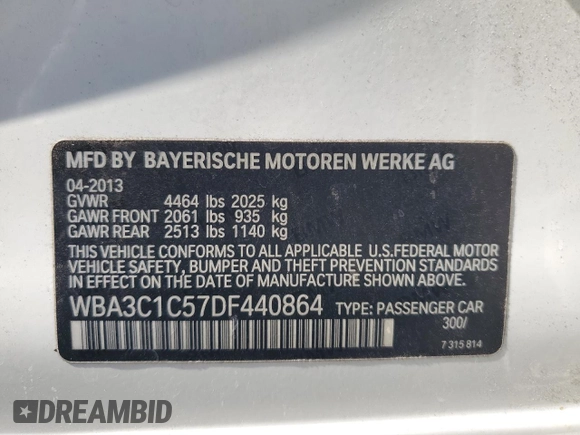 MFD BY BAYERISCHE MOTOREN WERKE AG
04-2013
GVWR 4464 lbs 2025 kg
GAWR FRONT 2061 lbs 935 kg
GAWR REAR 2513 lbs 1140 kg
THIS VEHICLE CONFORMS TO ALL APPLICABLE U.S.FEDERAL MOTOR
VEHICLE SAFETY, BUMPER AND THEFT PREVENTION STANDARDS IN
EFFECT ON THE DATE OF MANUFACTURE SHOWN ABOVE.
WBA3C1C57DF440864 TYPE: PASSENGER CAR
300/
7 315 814
DREAMBID